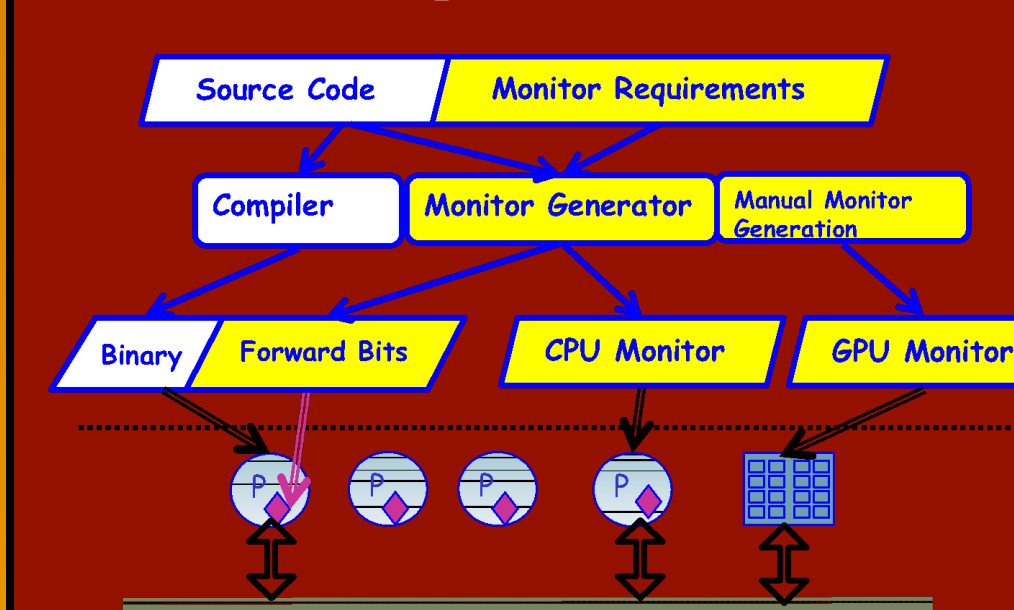 Source Code
Monitor Requirements
Compiler
Monitor Generator
Manual Monitor
Generation
Binary
Forward Bits
CPU Monitor
GPU Monitor
P
P
P
P